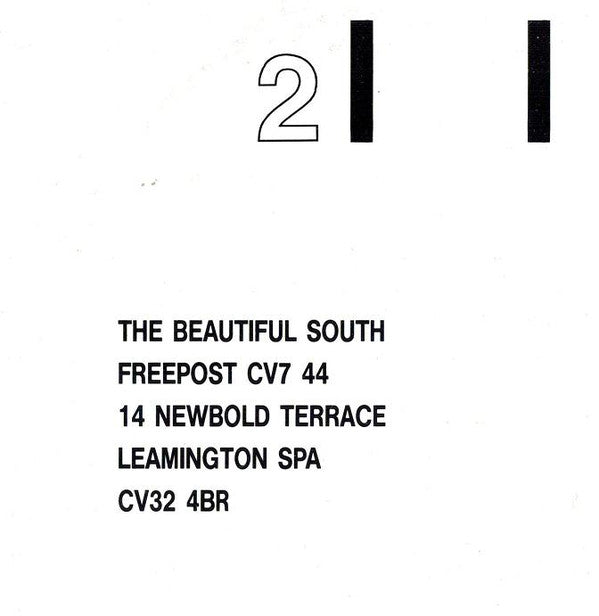 2
THE BEAUTIFUL SOUTH
FREEPOST CV7 44
14 NEWBOLD TERRACE
LEAMINGTON SPA
CV32 4BR